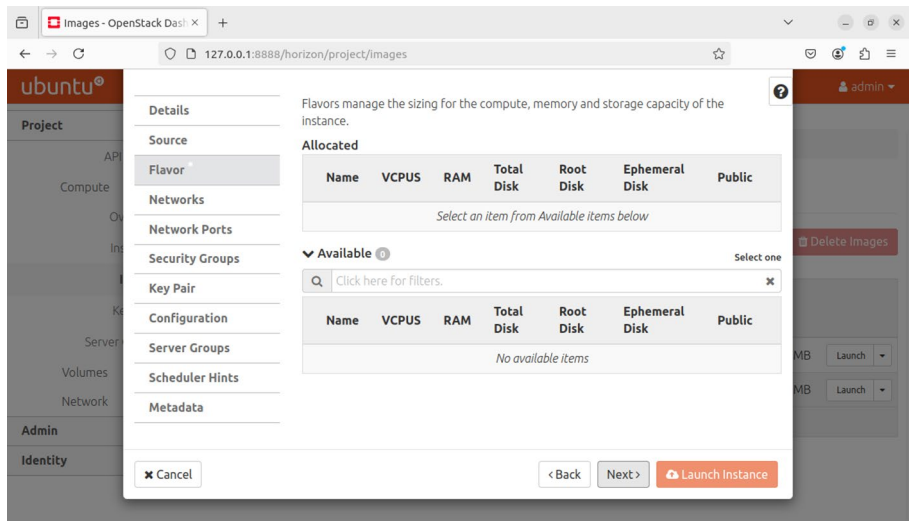 Images - OpenStack Dash
127.0.0.1:8888/horizon/project/images
ubuntu
admin
Project
API
Compute
Ov
Ins
I
Ke
Server
Volumes
Network
Admin
Identity
Details
Source
Flavor
Networks
Network Ports
Security Groups
Key Pair
Configuration
Server Groups
Scheduler Hints
Metadata
Flavors manage the sizing for the compute, memory and storage capacity of the
instance.
Allocated
Name VCPUS RAM Total Disk Root Disk Ephemeral Disk Public
Select an item from Available items below
Available 0
Select one
Click here for filters.
Name VCPUS RAM Total Disk Root Disk Ephemeral Disk Public
No available items
Delete Images
MB Launch
MB Launch
Cancel
Back
Next
Launch Instance